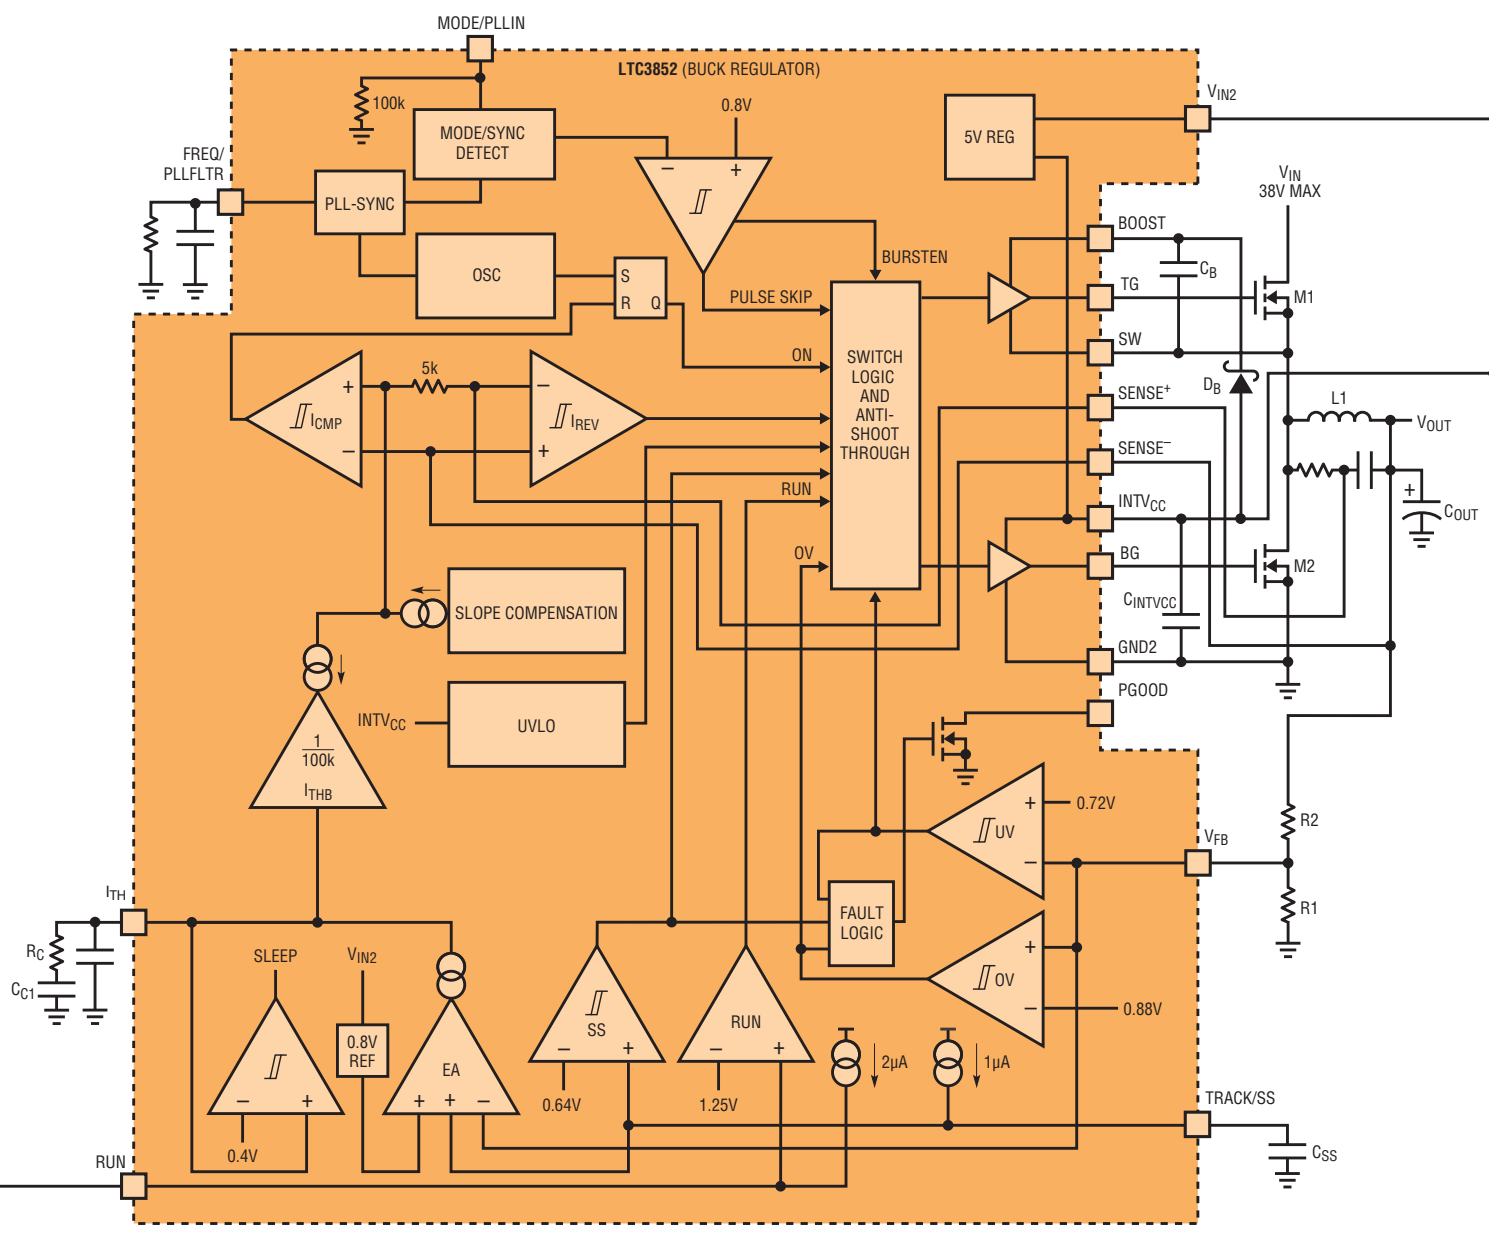 MODE/PLLIN
LTC3852 (BUCK REGULATOR)
VIN2
100k
0.8V
MODE/SYNC
DETECT
5V REG
FREQ/
PLLFLTR
PLL-SYNC
VIN
38V MAX
BOOST
CB
OSC
S
R Q
BURSTEN
TG
M1
PULSE SKIP
SW
ON
SWITCH
LOGIC
AND
ANTI-
SHOOT
THROUGH
5k
+
–
ICMP
–
+
IREV
DB
SENSE+
L1
VOUT
SENSE–
RUN
INTVCC
+
COUT
OV
BG
M2
CINTVCC
SLOPE COMPENSATION
GND2
PGOOD
INTVCC
UVLO
1
100k
ITHB
+
0.72V
UV
–
VFB
R2
R1
ITH
FAULT
LOGIC
+
OV
–
0.88V
RC
CC1
SLEEP
VIN2
SS
RUN
0.8V
REF
EA
2µA
1µA
– +
+ + –
– +
– +
0.4V
0.64V
1.25V
TRACK/SS
CSS
RUN
– +